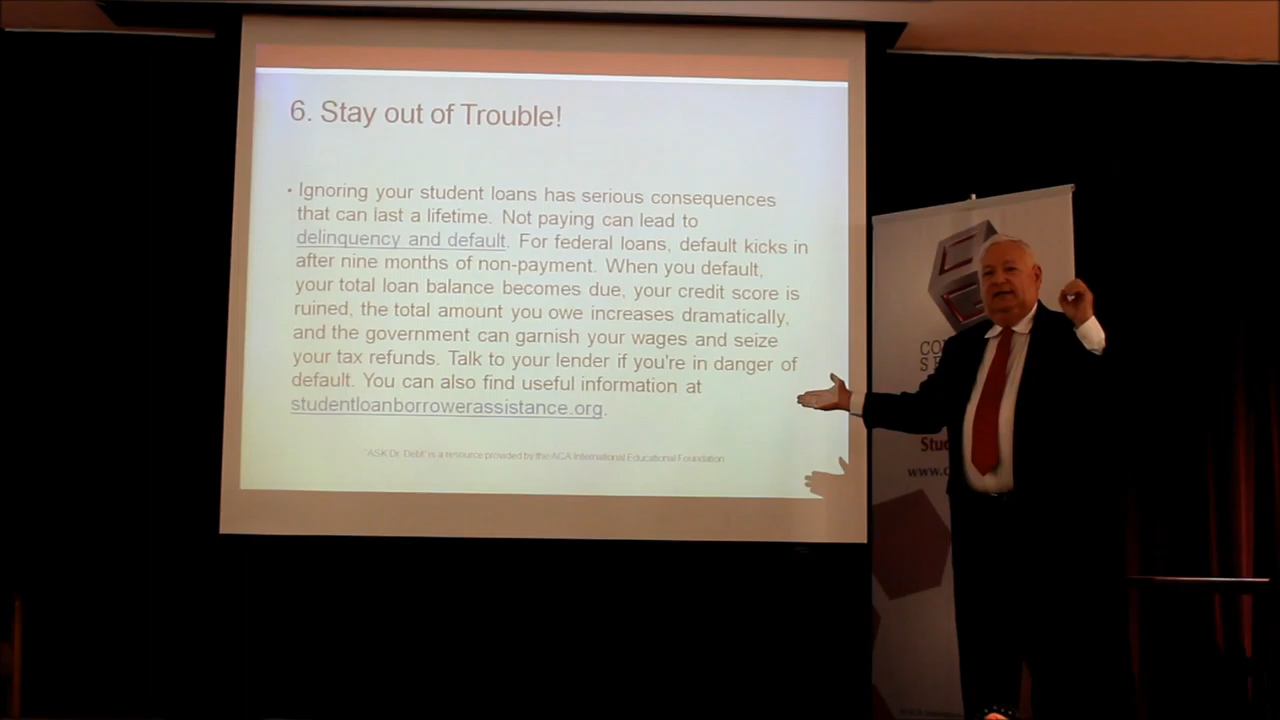 6. Stay out of Trouble!
• Ignoring your student loans has serious consequences
that can last a lifetime. Not paying can lead to
delinquency and default. For federal loans, default kicks in
after nine months of non-payment. When you default,
your total loan balance becomes due, your credit score is
ruined, the total amount you owe increases dramatically,
and the government can garnish your wages and seize
your tax refunds. Talk to your lender if you're in danger of
default. You can also find useful information at
studentloanborrowerassistance.org.
"ASK Dr. Debt" is a resource provided by the ACA International Educational Foundation